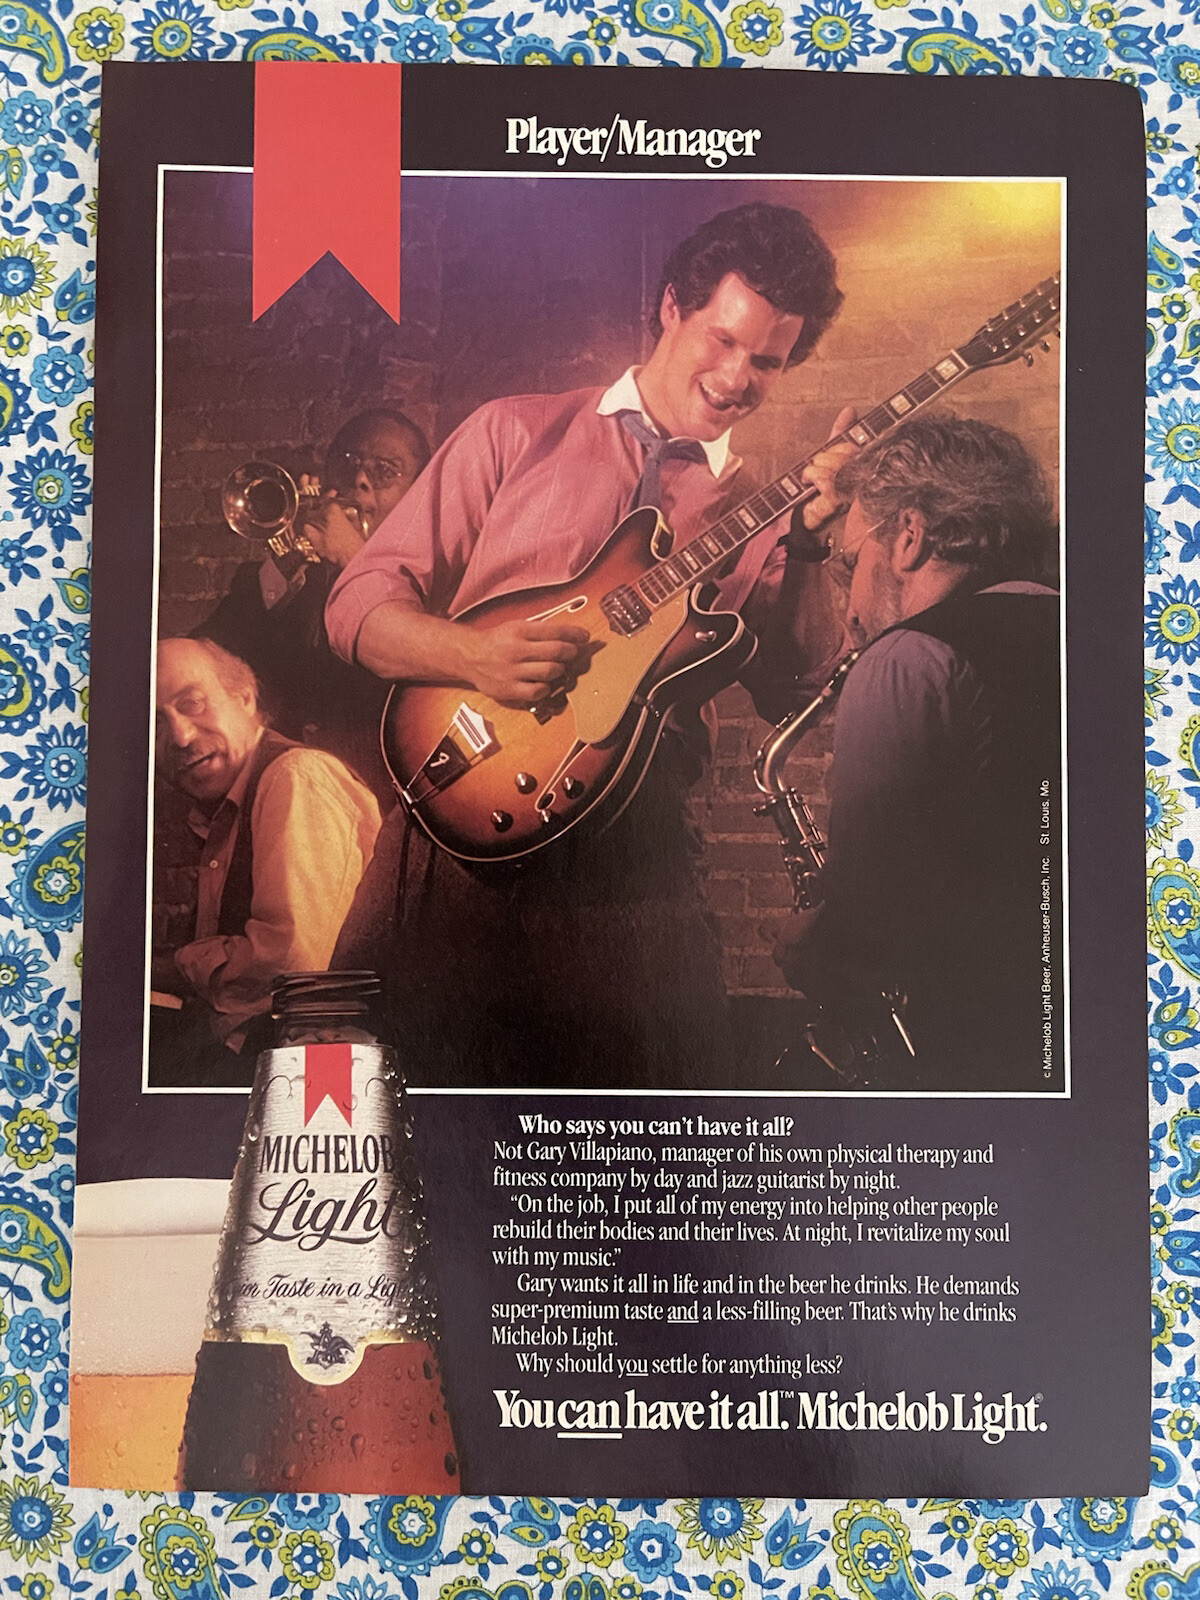 Player/Manager
© Michelob Light Beer, Anheuser-Busch, Inc. St. Louis, Mo.
Who says you can't have it all?
Not Gary Villapiano, manager of his own physical therapy and
fitness company by day and jazz guitarist by night.
"On the job, I put all of my energy into helping other people
rebuild their bodies and their lives. At night, I revitalize my soul
with my music."
Gary wants it all in life and in the beer he drinks. He demands
super-premium taste and a less-filling beer. That's why he drinks
Michelob Light.
Why should you settle for anything less?
You can have it all.™ Michelob Light.®
MICHELOB
Light
Taste in a Lig